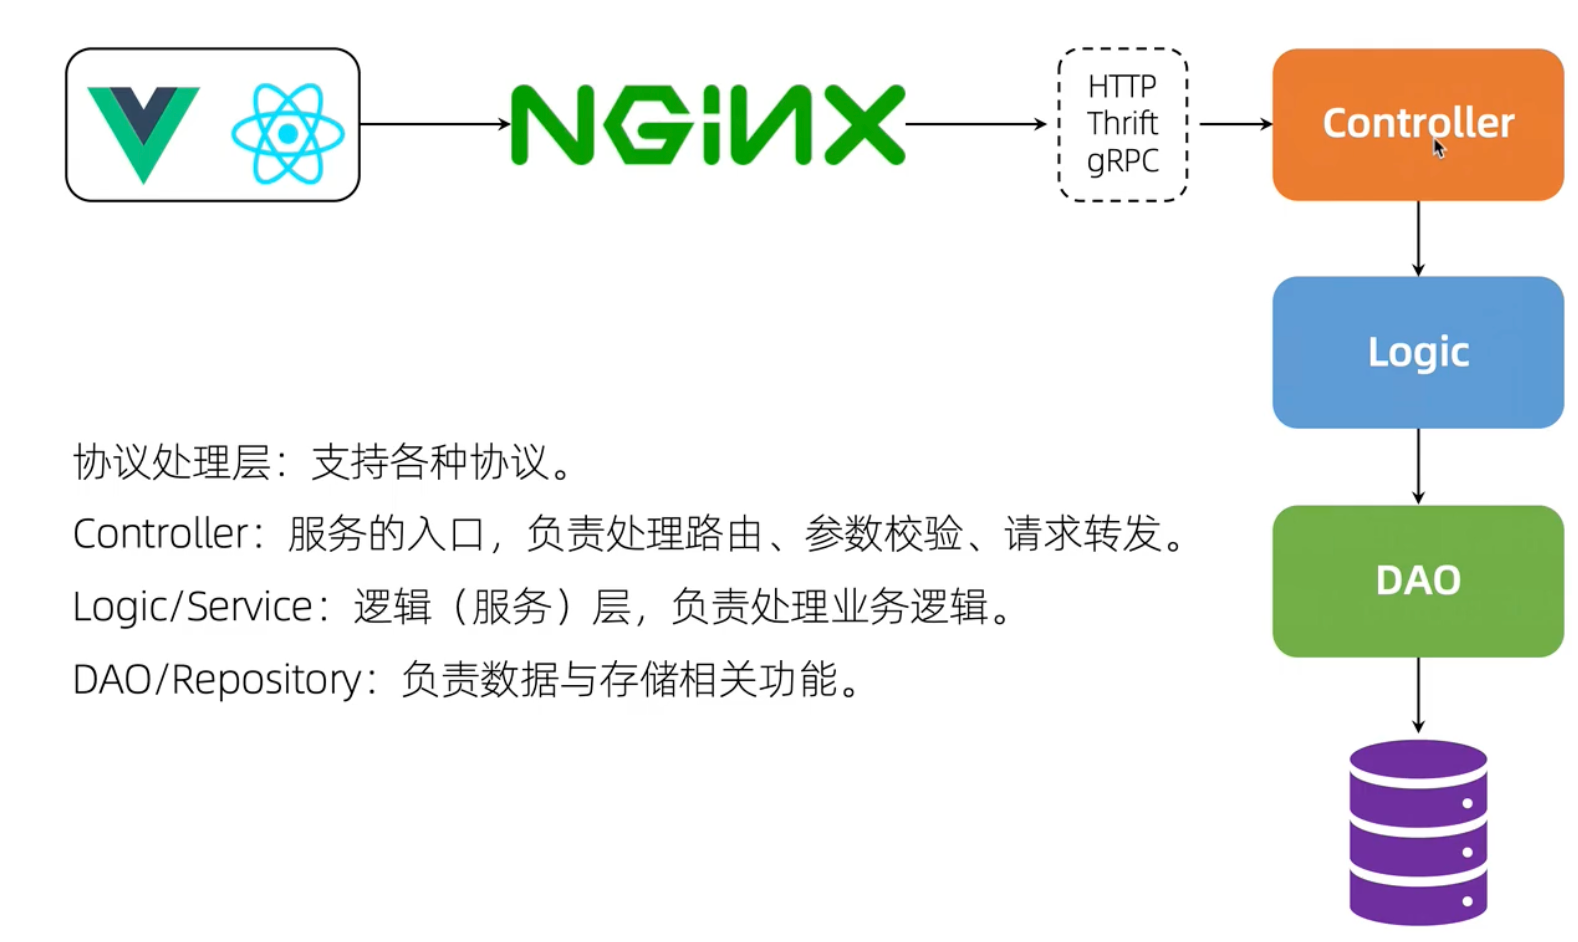 NGINX
HTTP
Thrift
gRPC
Controller
Logic
DAO
协议处理层：支持各种协议。
Controller：服务的入口，负责处理路由、参数校验、请求转发。
Logic/Service：逻辑（服务）层，负责处理业务逻辑。
DAO/Repository：负责数据与存储相关功能。